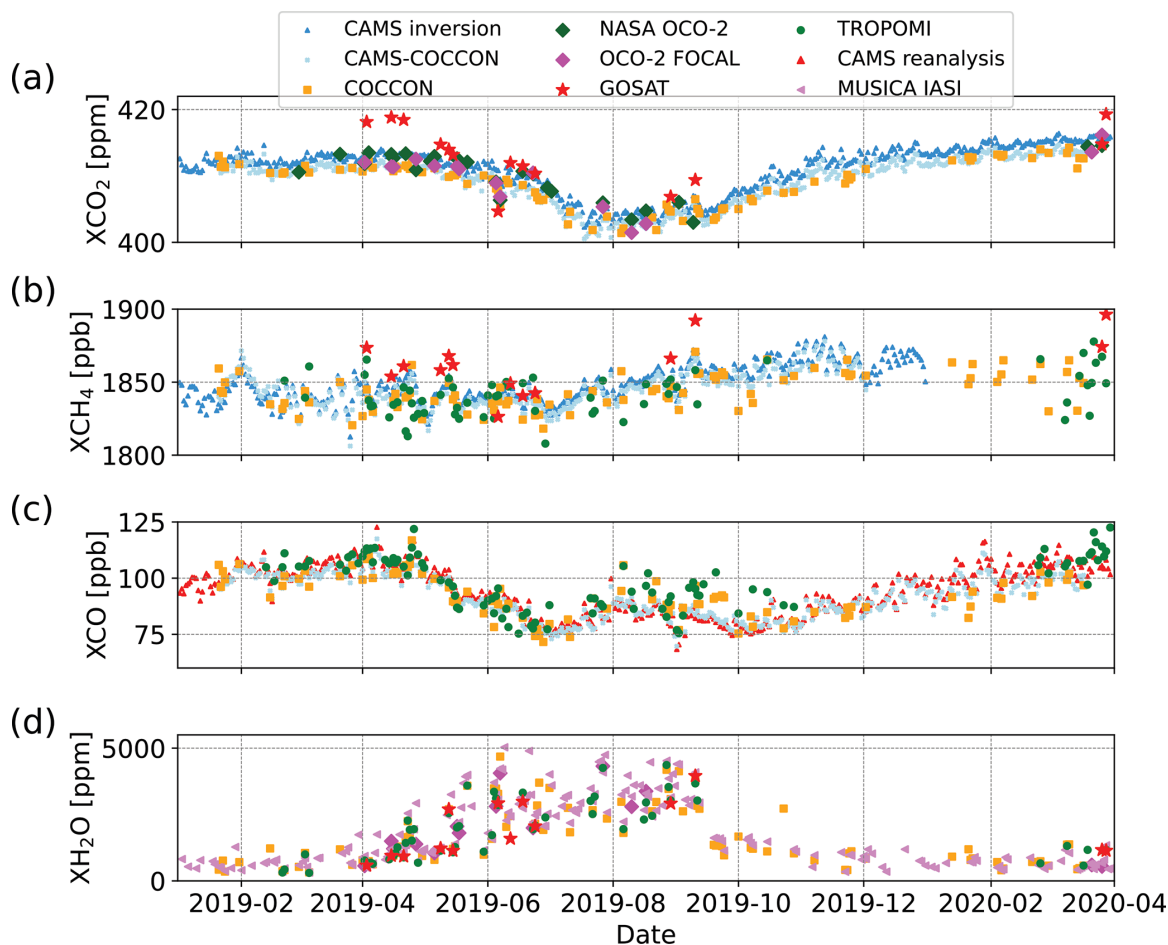 CAMS inversion NASA OCO-2 TROPOMI
CAMS-COCCON OCO-2 FOCAL CAMS reanalysis
COCCON GOSAT MUSICA IASI
(a)
XCO₂ [ppm]
420
400
(b)
XCH₄ [ppb]
1900
1850
1800
(c)
XCO [ppb]
125
100
75
(d)
XH₂O [ppm]
5000
0
2019-02 2019-04 2019-06 2019-08 2019-10 2019-12 2020-02 2020-04
Date